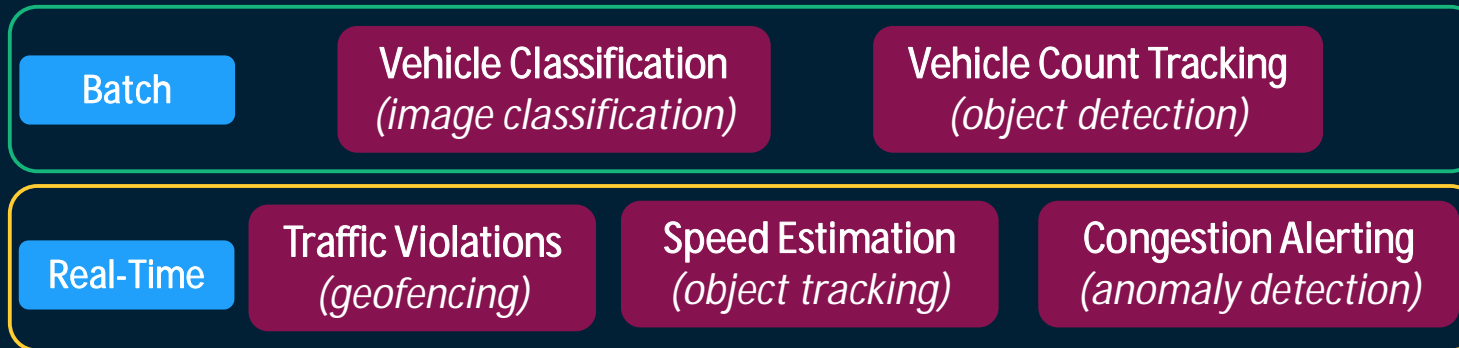 Batch
Vehicle Classification
(image classification)
Vehicle Count Tracking
(object detection)
Real-Time
Traffic Violations
(geofencing)
Speed Estimation
(object tracking)
Congestion Alerting
(anomaly detection)